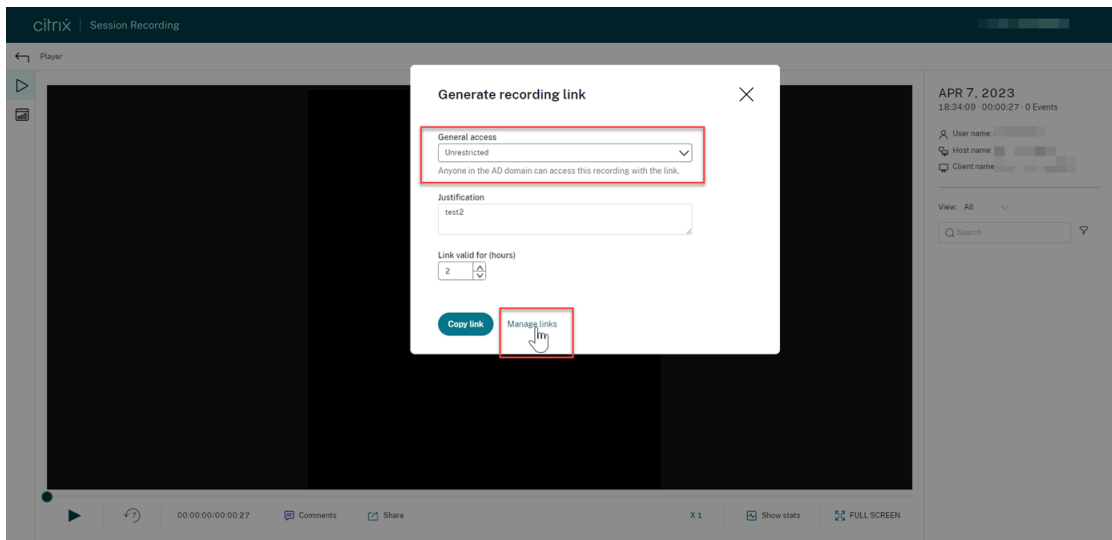 citrix | Session Recording
Player
Generate recording link
General access
Unrestricted
Anyone in the AD domain can access this recording with the link.
Justification
test2
Link valid for (hours)
2
Copy link
Manage links
APR 7, 2023
18:34:09 · 00:00:27 · 0 Events
User name:
Host name:
Client name
View: All
Search
00:00:00/00:00:27
Comments
Share
X 1
Show stats
FULL SCREEN